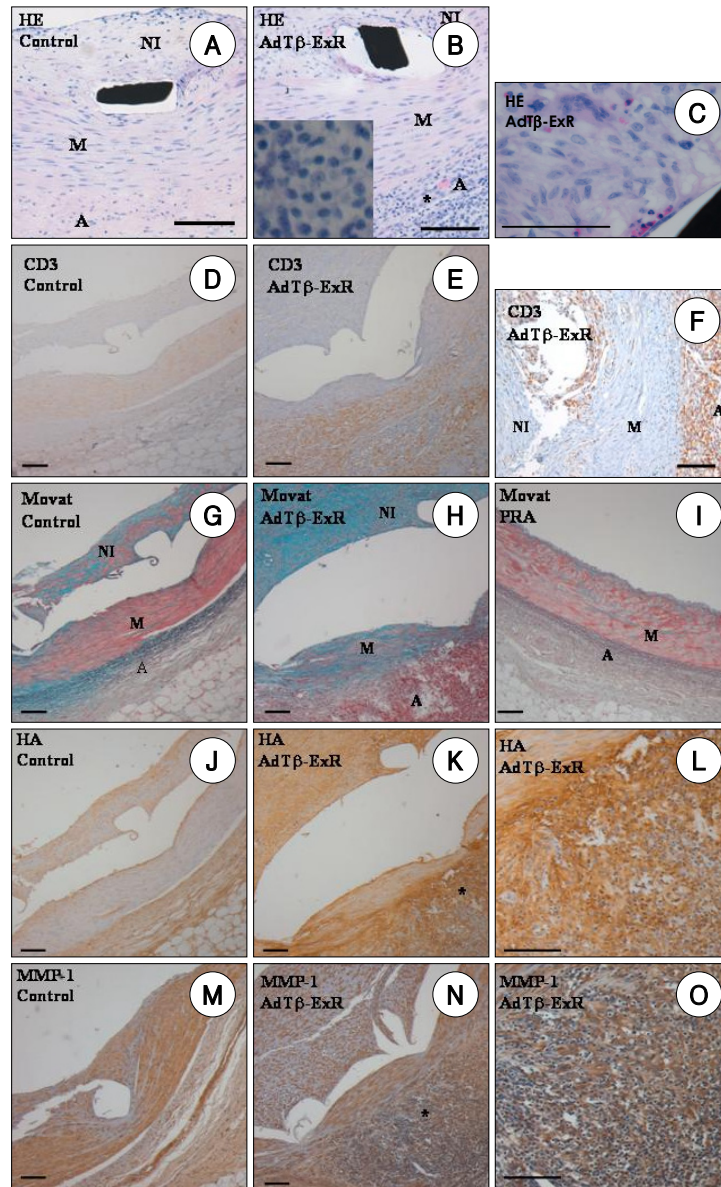 HE
Control
A
NI
M
A
HE
AdTβ-ExR
B
NI
M
A
*
HE
AdTβ-ExR
C
CD3
Control
D
CD3
AdTβ-ExR
E
CD3
AdTβ-ExR
F
NI
M
A
Movat
Control
G
NI
M
A
Movat
AdTβ-ExR
H
NI
M
A
Movat
PRA
I
M
A
HA
Control
J
HA
AdTβ-ExR
K
*
HA
AdTβ-ExR
L
MMP-1
Control
M
MMP-1
AdTβ-ExR
N
*
MMP-1
AdTβ-ExR
O